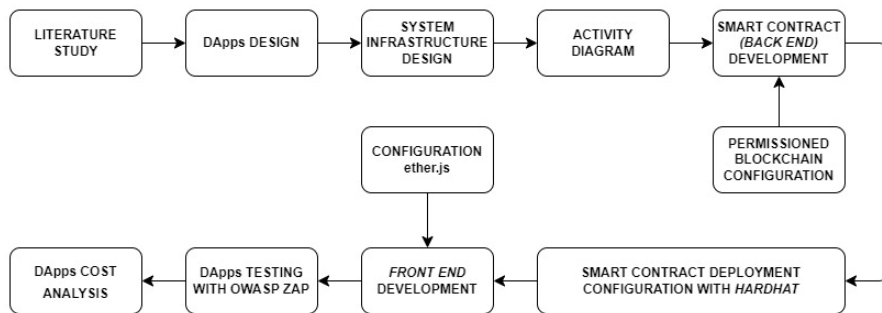 LITERATURE
STUDY
DApps DESIGN
SYSTEM
INFRASTRUCTURE
DESIGN
ACTIVITY
DIAGRAM
SMART CONTRACT
(BACK END)
DEVELOPMENT
PERMISSIONED
BLOCKCHAIN
CONFIGURATION
CONFIGURATION
ether.js
SMART CONTRACT DEPLOYMENT
CONFIGURATION WITH HARDHAT
FRONT END
DEVELOPMENT
DApps TESTING
WITH OWASP ZAP
DApps COST
ANALYSIS